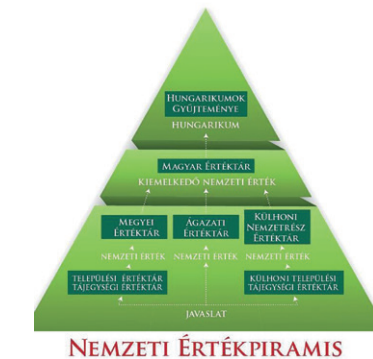 HUNGARIKUMOK
GYŰJTEMÉNYE
HUNGARIKUM
MAGYAR ÉRTÉKTÁR
KIEMELKEDŐ NEMZETI ÉRTÉK
MEGYEI
ÉRTÉKTÁR
ÁGAZATI
ÉRTÉKTÁR
KÜLHONI
NEMZETRÉSZ
ÉRTÉKTÁR
NEMZETI ÉRTÉK
NEMZETI ÉRTÉK
NEMZETI ÉRTÉK
TELEPÜLÉSI ÉRTÉKTÁR
TÁJEGYSÉGI ÉRTÉKTÁR
KÜLHONI TELEPÜLÉSI
TÁJEGYSÉGI ÉRTÉKTÁR
JAVASLAT
NEMZETI ÉRTÉKPIRAMIS